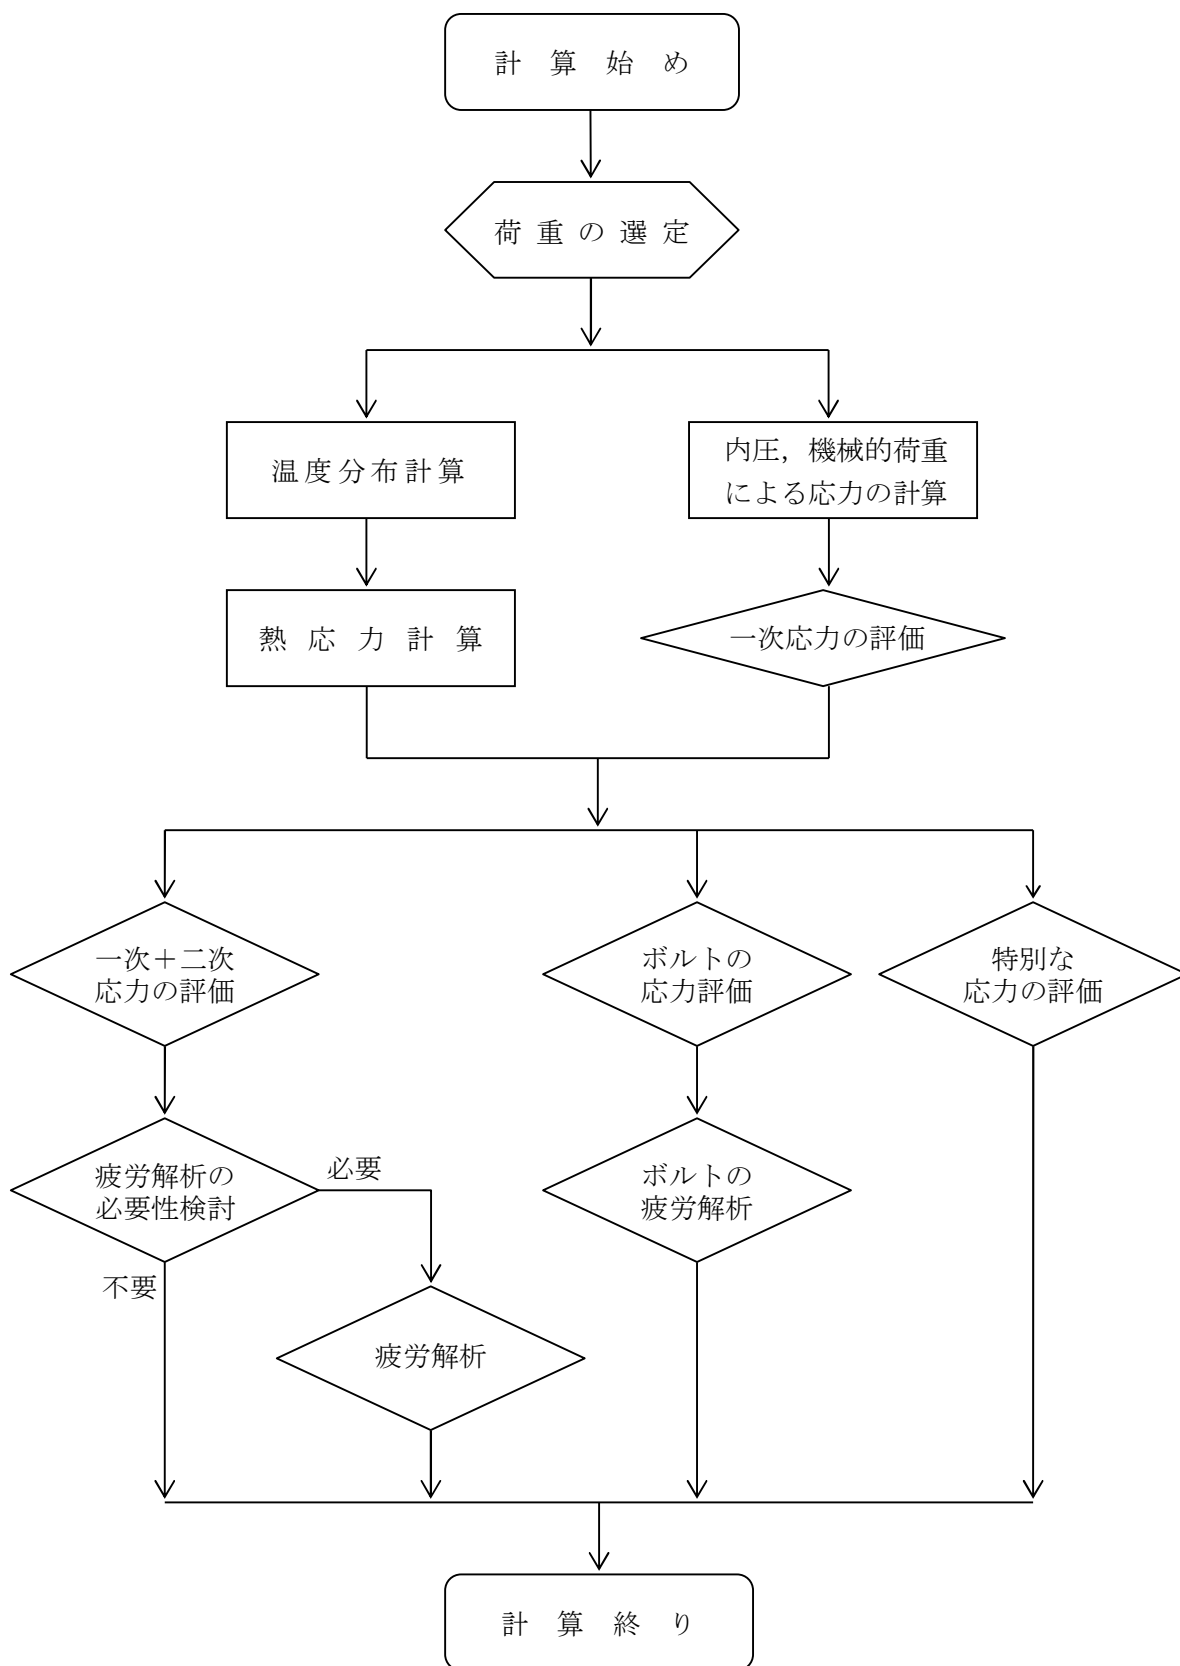 計算始め
荷重の選定
温度分布計算
内圧，機械的荷重
による応力の計算
熱応力計算
一次応力の評価
一次＋二次
応力の評価
ボルトの
応力評価
特別な
応力の評価
疲労解析の
必要性検討
必要
ボルトの
疲労解析
不要
疲労解析
計算終り